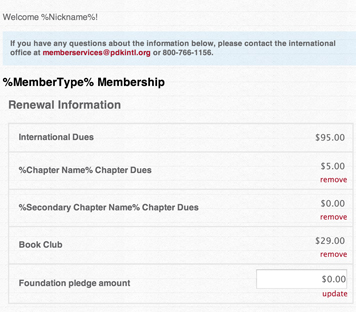 Welcome %Nickname%!
If you have any questions about the information below, please contact the international
office at memberservices@pdkintl.org or 800-766-1156.
%MemberType% Membership
Renewal Information
International Dues $95.00
%Chapter Name% Chapter Dues $5.00
remove
%Secondary Chapter Name% Chapter Dues $0.00
remove
Book Club $29.00
remove
Foundation pledge amount $0.00
update